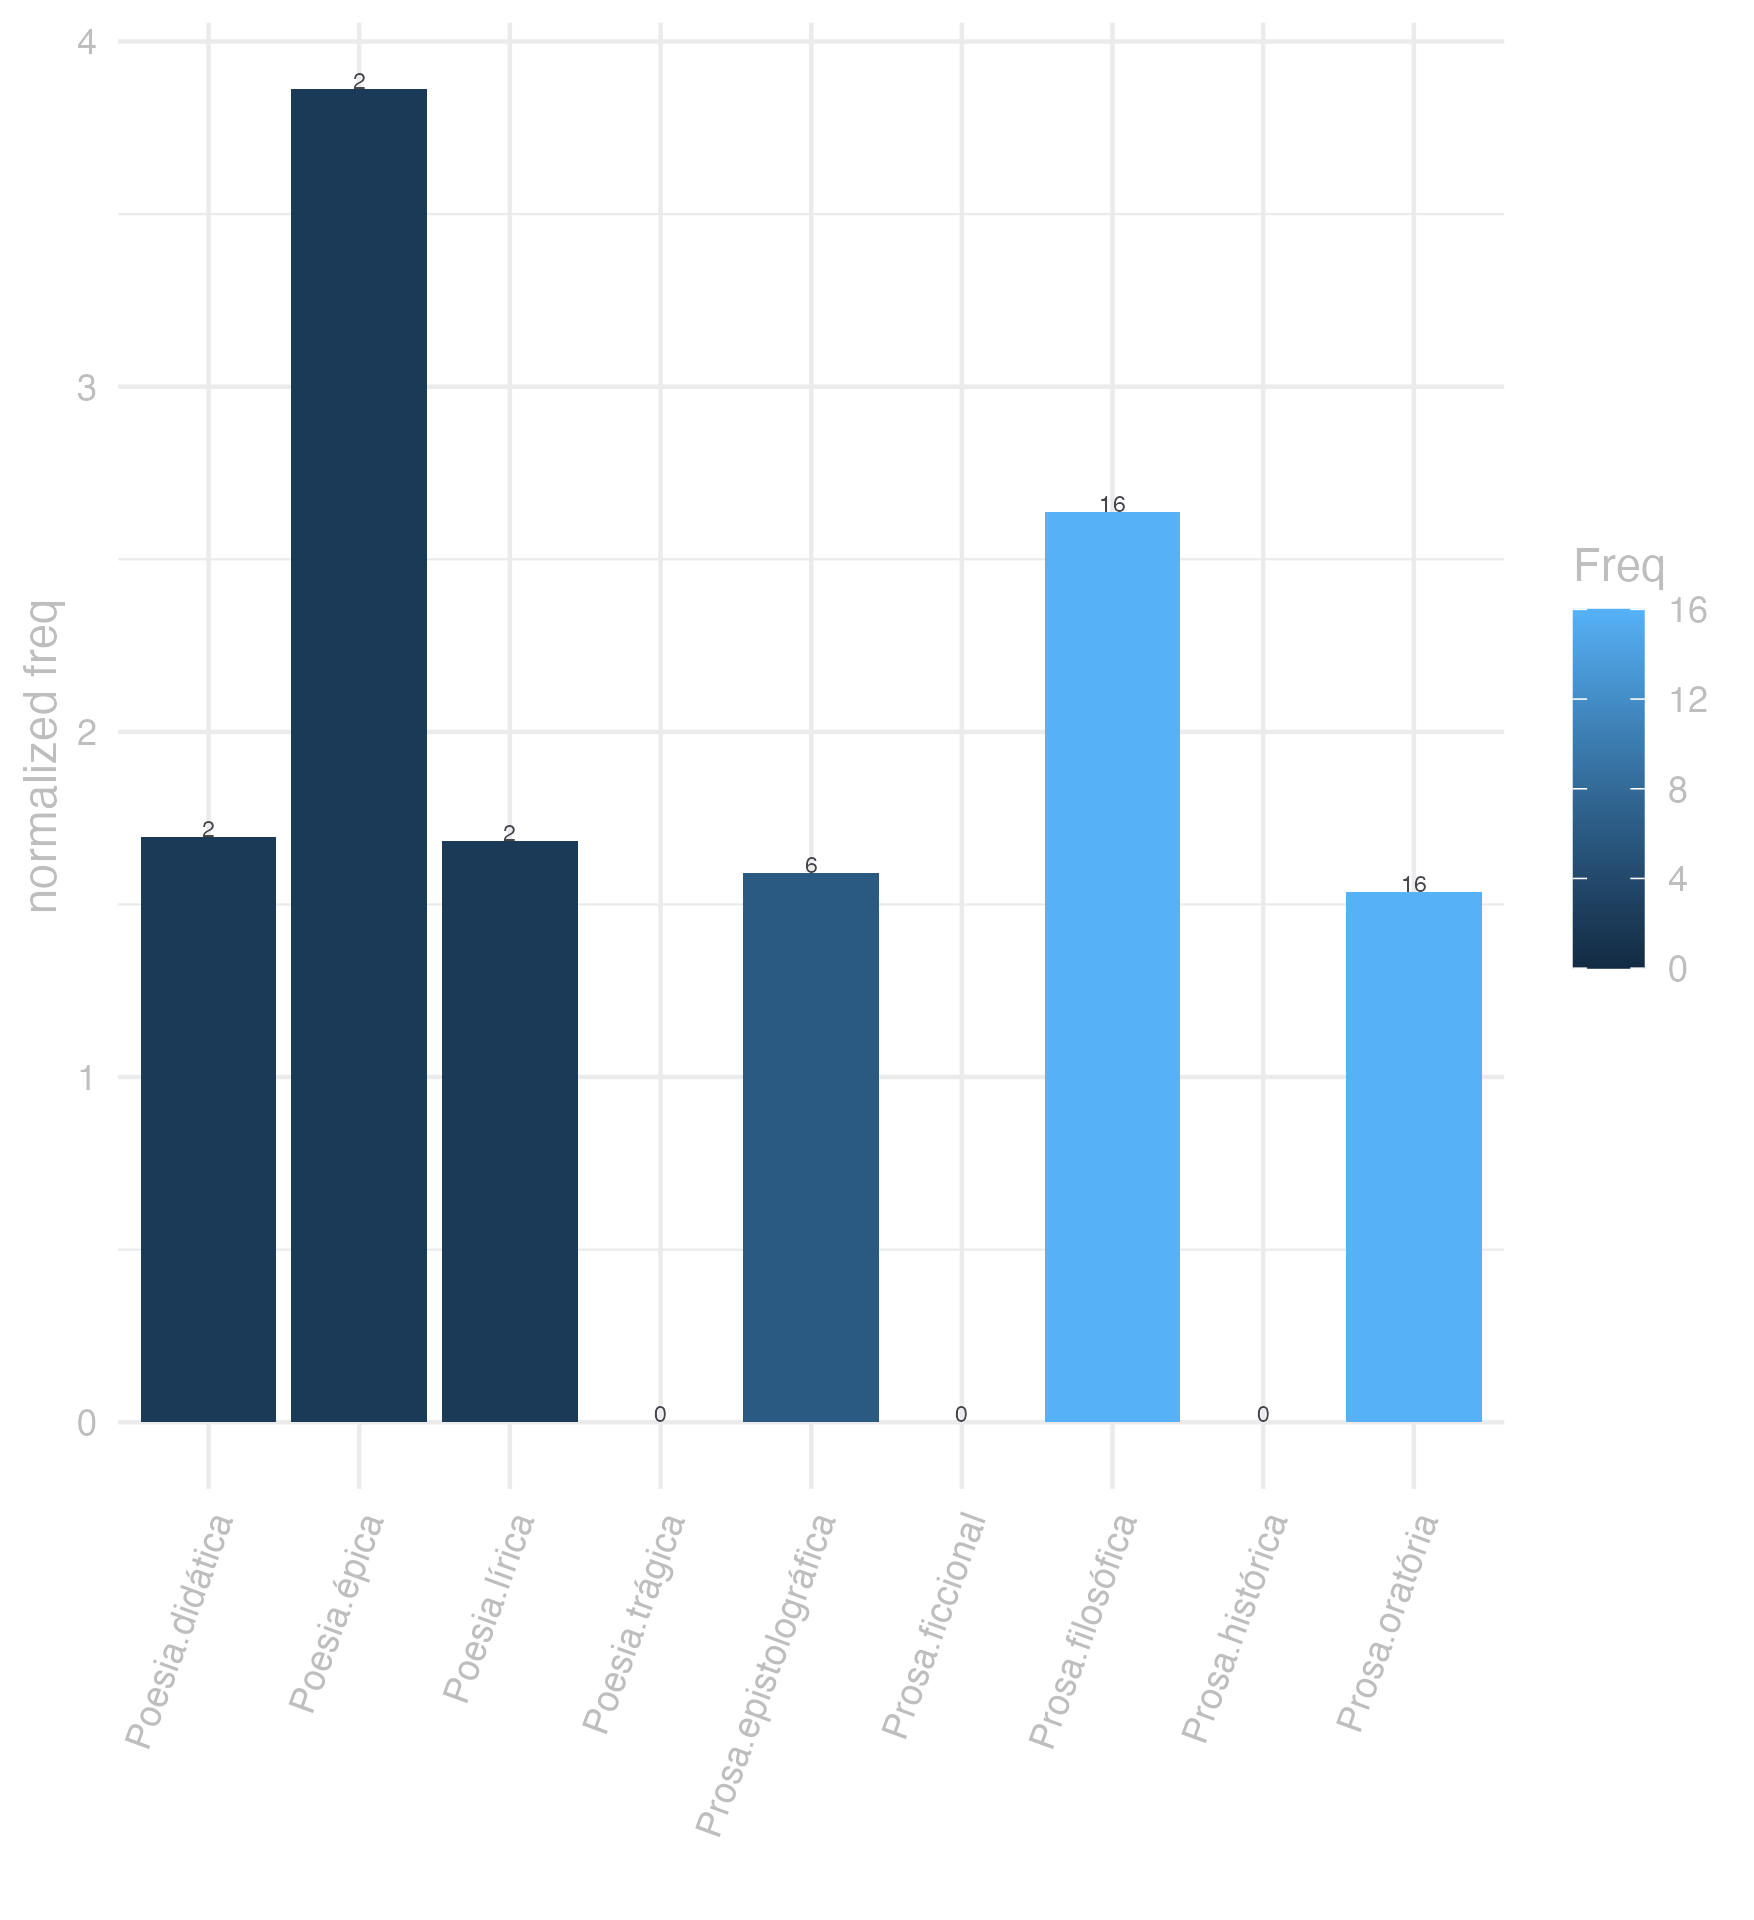 4
3
2
1
0
normalized freq
2
2
2
0
6
0
16
0
16
Poesia.didática
Poesia.épica
Poesia.lírica
Poesia.trágica
Prosa.epistolográfica
Prosa.ficcional
Prosa.filosófica
Prosa.histórica
Prosa.oratória
Freq
16
12
8
4
0